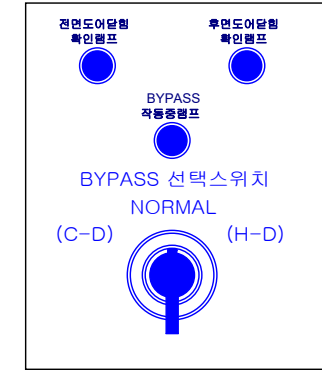 전면도어닫힘 후면도어닫힘
확인램프 확인램프
BYPASS
작동중램프
BYPASS 선택스위치
NORMAL
(C-D) (H-D)